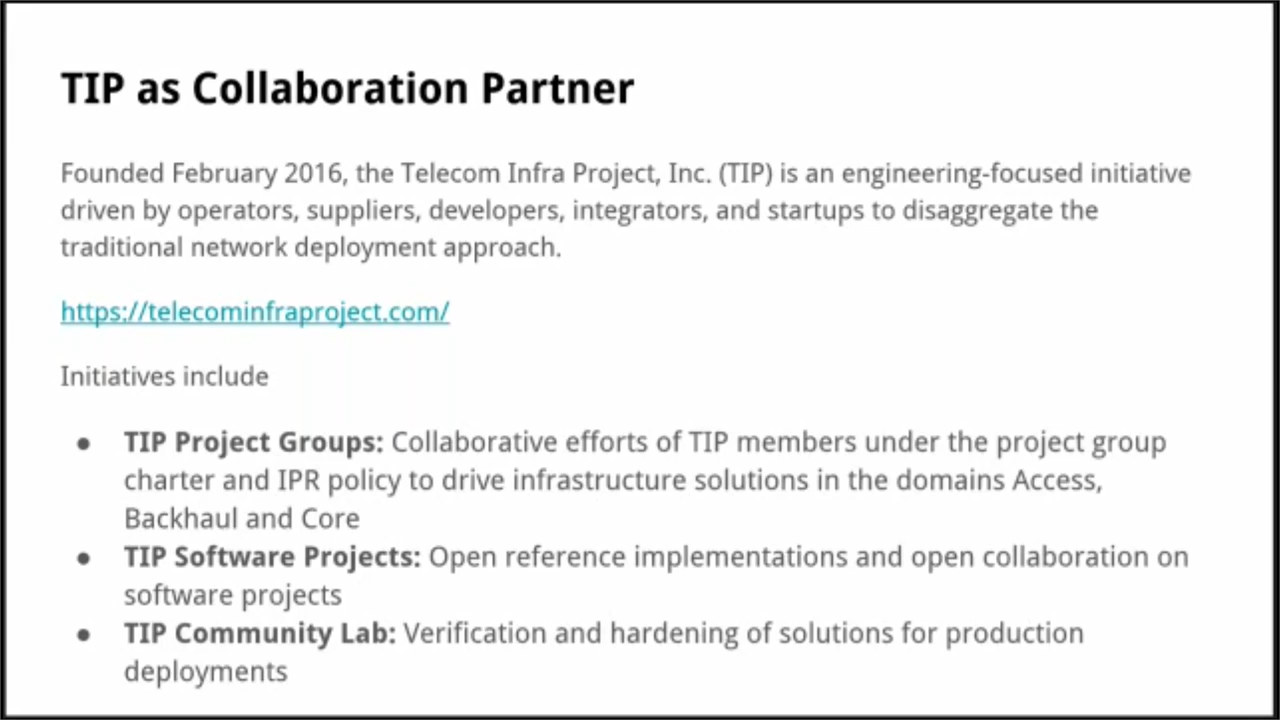 TIP as Collaboration Partner
Founded February 2016, the Telecom Infra Project, Inc. (TIP) is an engineering-focused initiative
driven by operators, suppliers, developers, integrators, and startups to disaggregate the
traditional network deployment approach.
https://telecominfraproject.com/
Initiatives include
● TIP Project Groups: Collaborative efforts of TIP members under the project group
charter and IPR policy to drive infrastructure solutions in the domains Access,
Backhaul and Core
● TIP Software Projects: Open reference implementations and open collaboration on
software projects
● TIP Community Lab: Verification and hardening of solutions for production
deployments